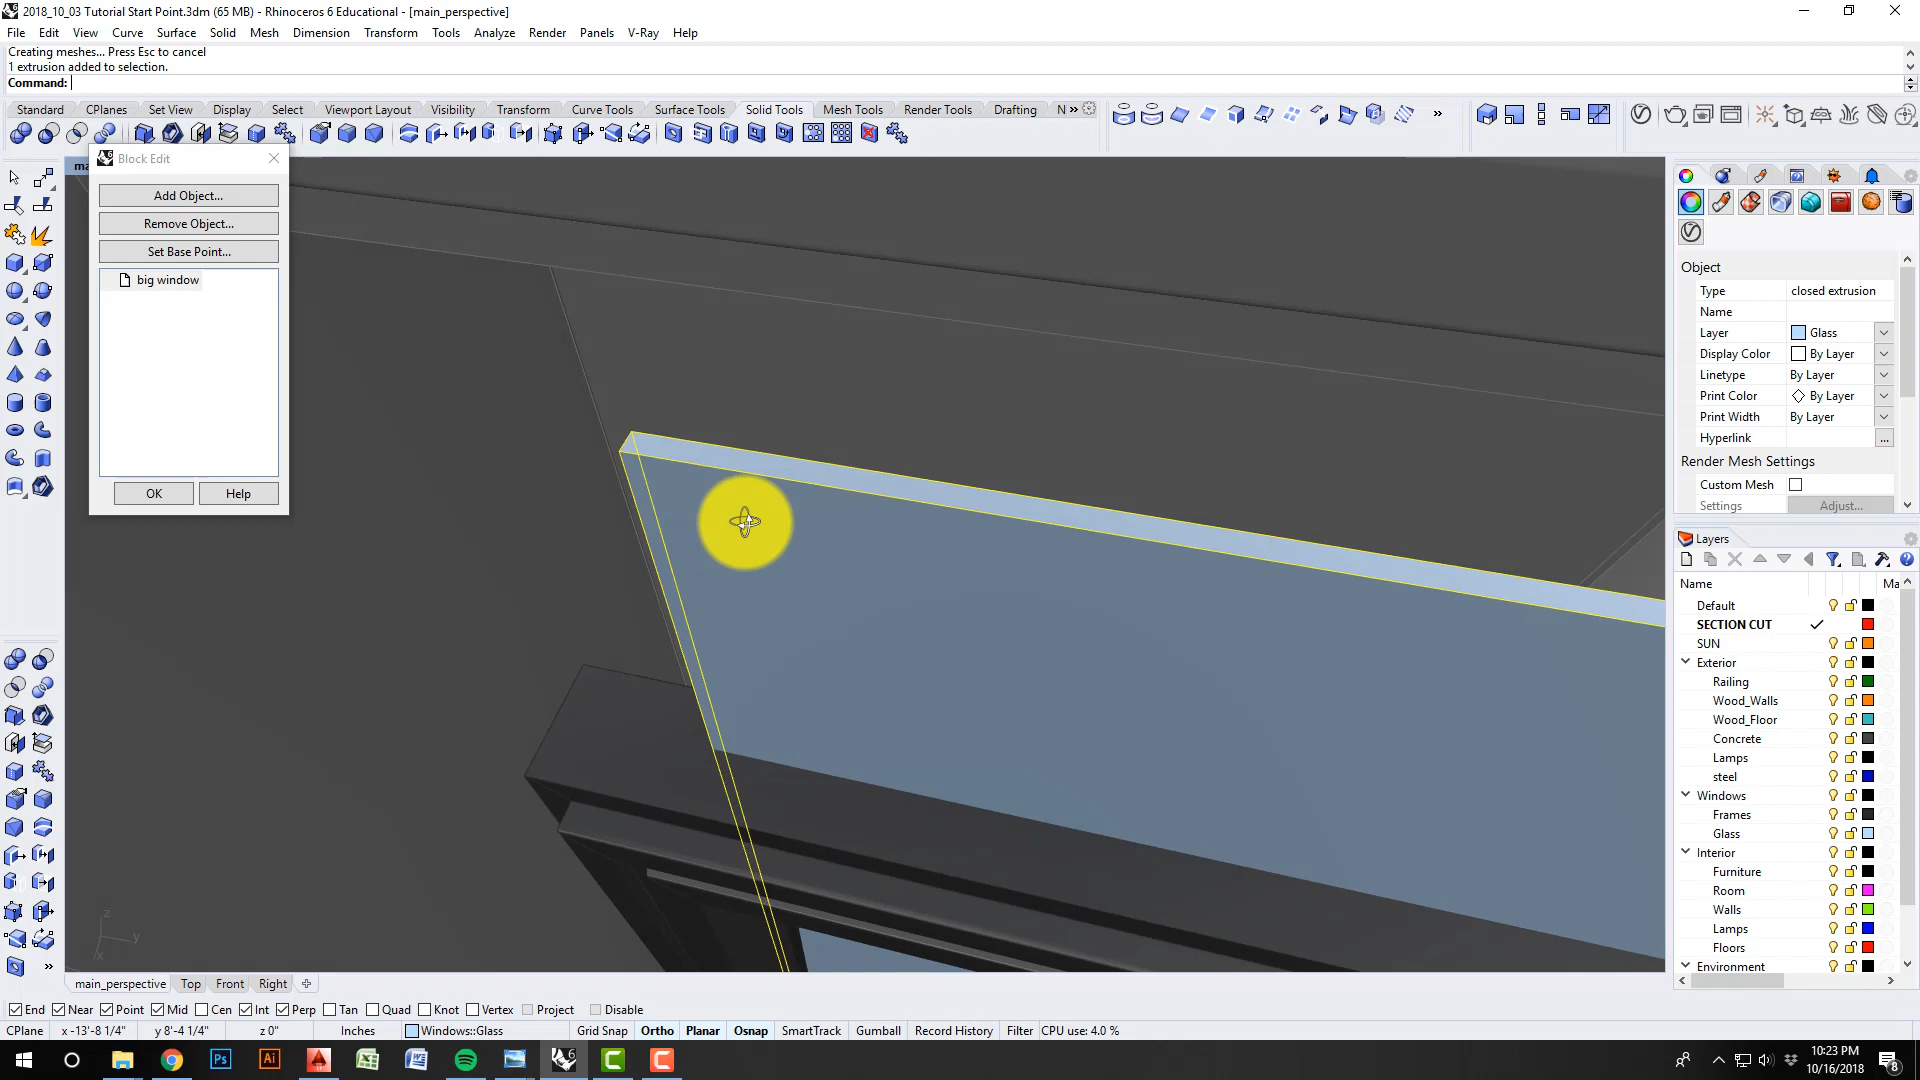 2018_10_03 Tutorial Start Point.3dm (65 MB) - Rhinoceros 6 Educational - [main_perspective]
File Edit View Curve Surface Solid Mesh Dimension Transform Tools Analyze Render Panels V-Ray Help
Creating meshes... Press Esc to cancel
1 extrusion added to selection.
Command:
Standard CPlanes Set View Display Select Viewport Layout Visibility Transform Curve Tools Surface Tools Solid Tools Mesh Tools Render Tools Drafting N »
Block Edit
Add Object...
Remove Object...
Set Base Point...
big window
OK Help
Object
Type closed extrusion
Name
Layer Glass
Display Color By Layer
Linetype By Layer
Print Color By Layer
Print Width By Layer
Hyperlink ...
Render Mesh Settings
Custom Mesh
Settings Adjust...
Layers
Name Ma
Default
SECTION CUT
SUN
Exterior
Railing
Wood_Walls
Wood_Floor
Concrete
Lamps
steel
Windows
Frames
Glass
Interior
Furniture
Room
Walls
Lamps
Floors
Environment
z
y
x
main_perspective Top Front Right
End Near Point Mid Cen Int Perp Tan Quad Knot Vertex Project Disable
CPlane x -13'-8 1/4" y 8'-4 1/4" z 0" Inches Windows::Glass Grid Snap Ortho Planar Osnap SmartTrack Gumball Record History Filter CPU use: 4.0 %
10:23 PM
10/16/2018
8